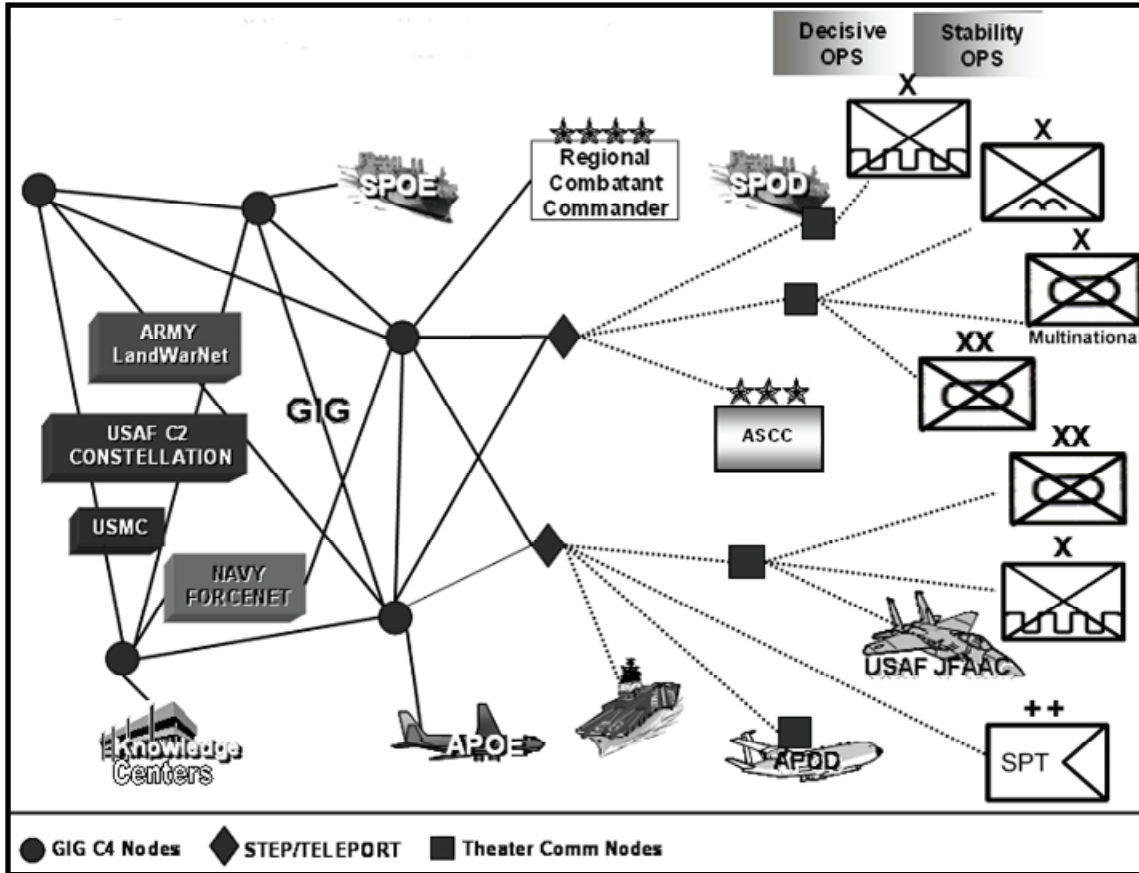 Decisive
OPS
Stability
OPS
X
X
SPOE
Regional
Combatant
Commander
SPOD
X
Multinational
ARMY
LandWarNet
GIG
XX
ASCC
USAF C2
CONSTELLATION
XX
USMC
NAVY
FORCENET
X
USAF JFAAC
++
SPT
Knowledge
Centers
APOE
APOD
GIG C4 Nodes
STEP/TELEPORT
Theater Comm Nodes